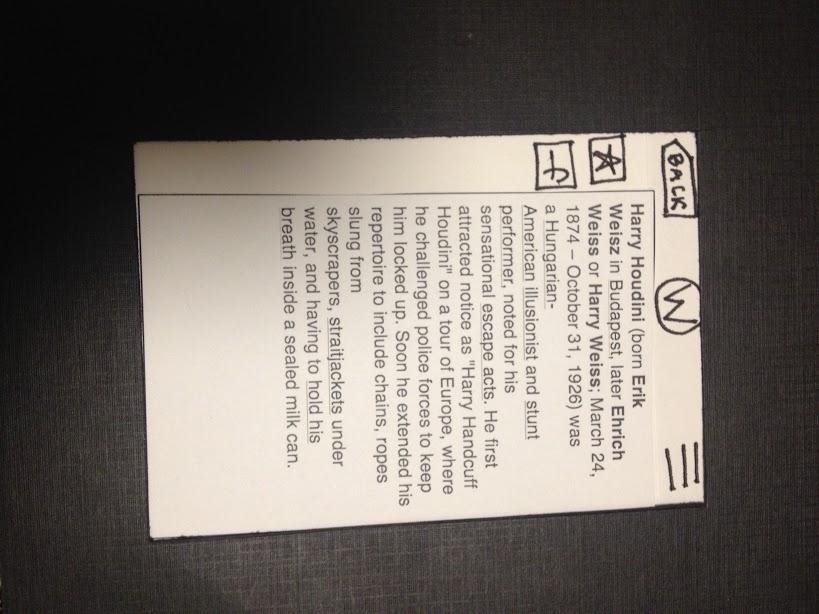 BACK
W
f
Harry Houdini (born Erik
Weisz in Budapest, later Ehrich
Weiss or Harry Weiss; March 24,
1874 – October 31, 1926) was
a Hungarian-
American illusionist and stunt
performer, noted for his
sensational escape acts. He first
attracted notice as "Harry Handcuff
Houdini" on a tour of Europe, where
he challenged police forces to keep
him locked up. Soon he extended his
repertoire to include chains, ropes
slung from
skyscrapers, straitjackets under
water, and having to hold his
breath inside a sealed milk can.